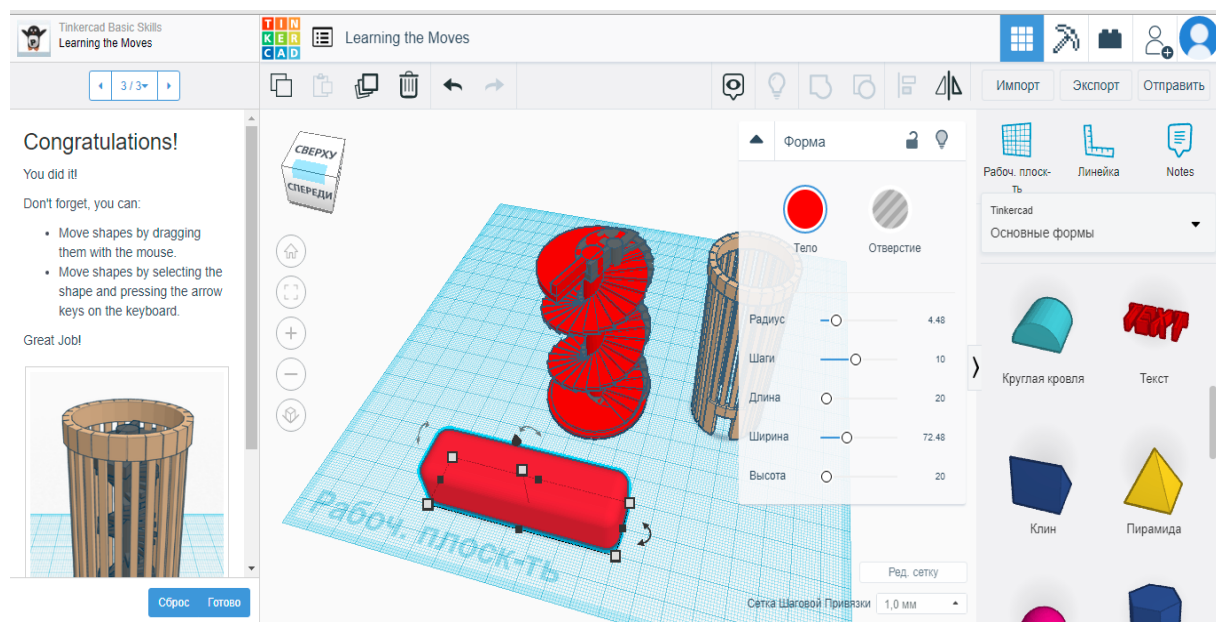 Tinkercad Basic Skills
Learning the Moves
TIN
KER
CAD
Learning the Moves
3 / 3
Импорт
Экспорт
Отправить
Congratulations!
You did it!
Don't forget, you can:
• Move shapes by dragging
them with the mouse.
• Move shapes by selecting the
shape and pressing the arrow
keys on the keyboard.
Great Job!
Сброс
Готово
СВЕРХУ
СПЕРЕДИ
Рабоч. плоск-ть
Форма
Тело
Отверстие
Радиус 4.48
Шаги 10
Длина 20
Ширина 72.48
Высота 20
Ред. сетку
Сетка Шаговой Привязки 1,0 мм
Рабоч. плоск-
ть
Линейка
Notes
Tinkercad
Основные формы
ТЕКТ
Круглая кровля
Текст
Клин
Пирамида